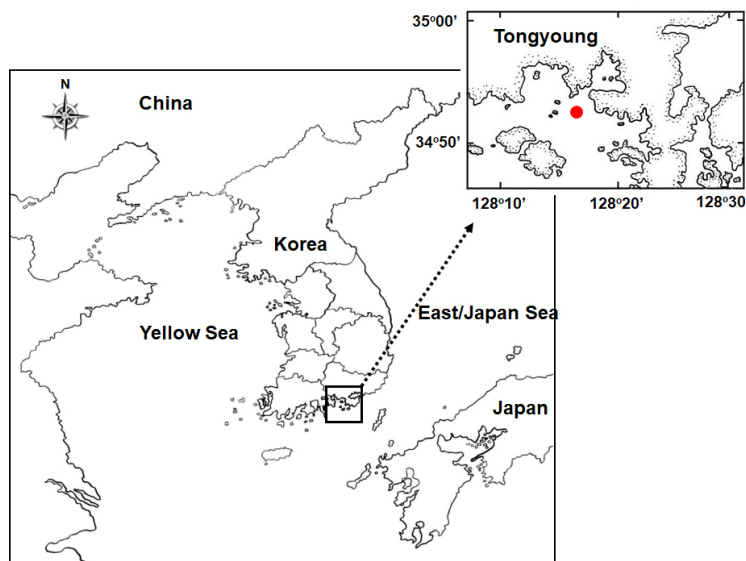 35°00'
Tongyoung
34°50'
128°10'
128°20'
128°30'
N
China
Korea
Yellow Sea
East/Japan Sea
Japan